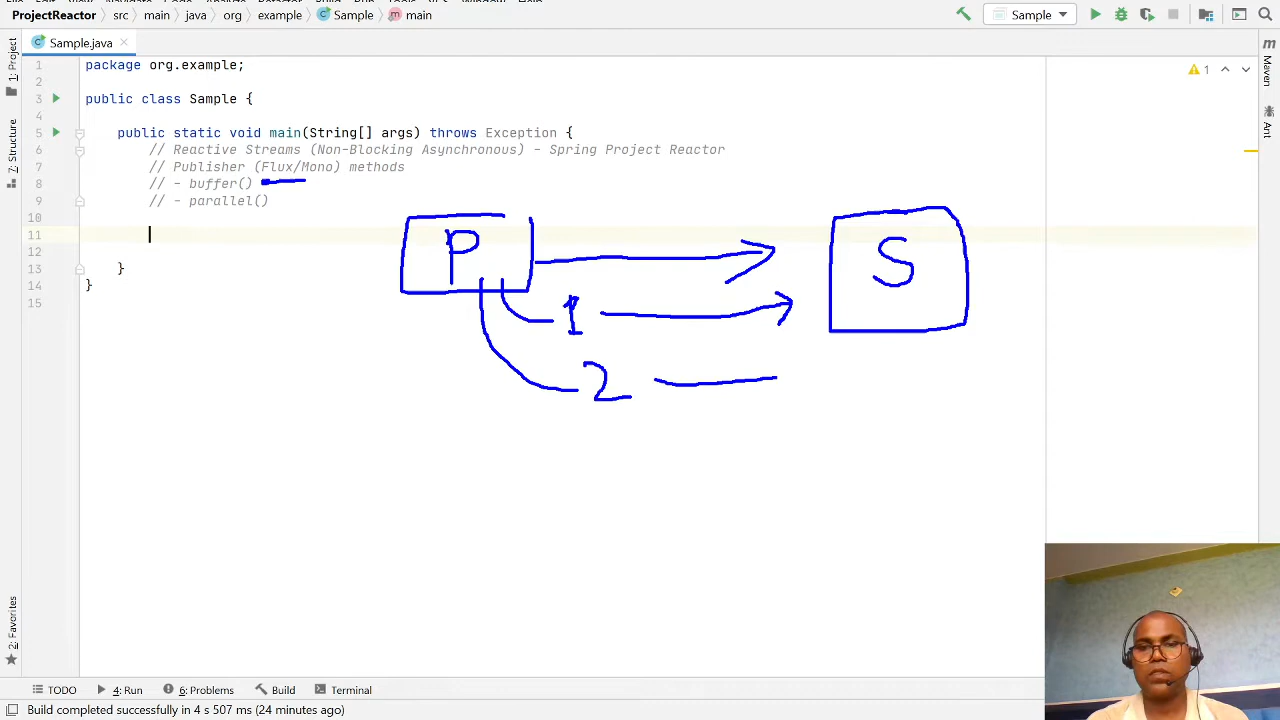 ProjectReactor src main java org example Sample main Sample
Sample.java
1 package org.example;
2
3 public class Sample {
4
5 public static void main(String[] args) throws Exception {
6 // Reactive Streams (Non-Blocking Asynchronous) - Spring Project Reactor
7 // Publisher (Flux/Mono) methods
8 // - buffer()
9 // - parallel()
10
11
12
13 }
14 }
15
P
S
1
2
1
1: Project
7: Structure
2: Favorites
m
Maven
Ant
TODO 4: Run 6: Problems Build Terminal
Build completed successfully in 4 s 507 ms (24 minutes ago)